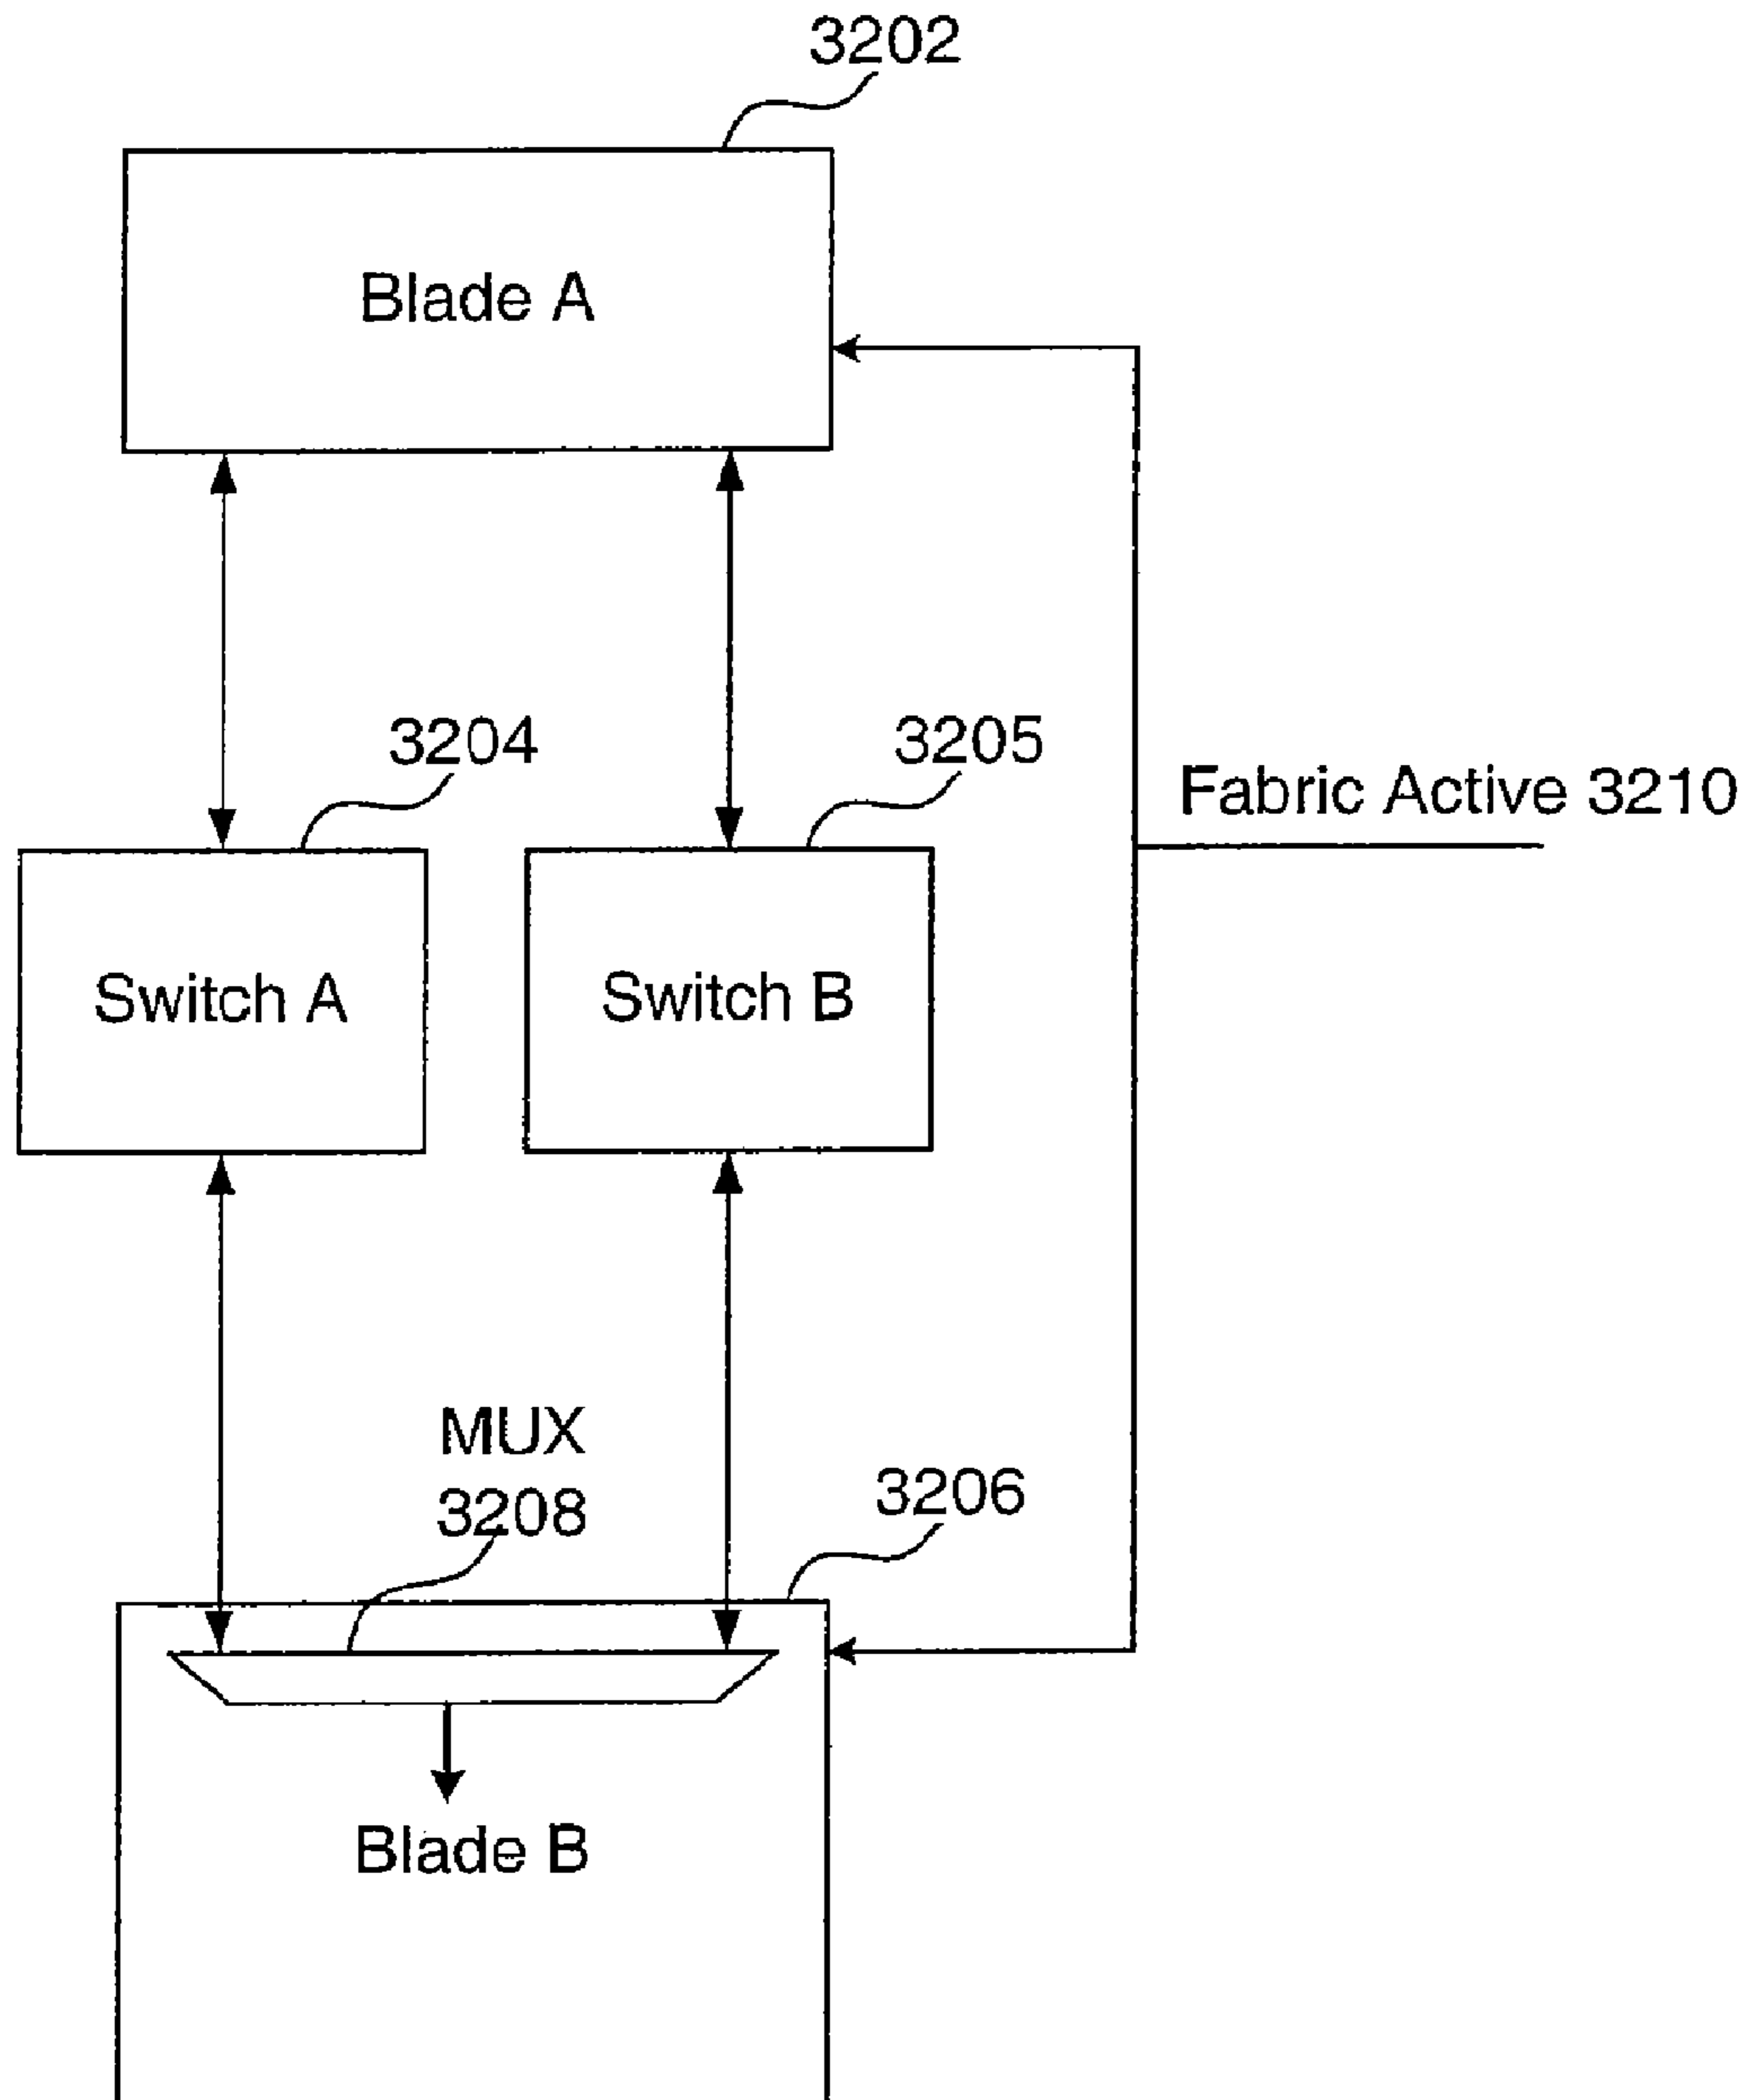 3202
Blade A
3204
3205
Fabric Active 3210
Switch A
Switch B
MUX
3208
3206
Blade B